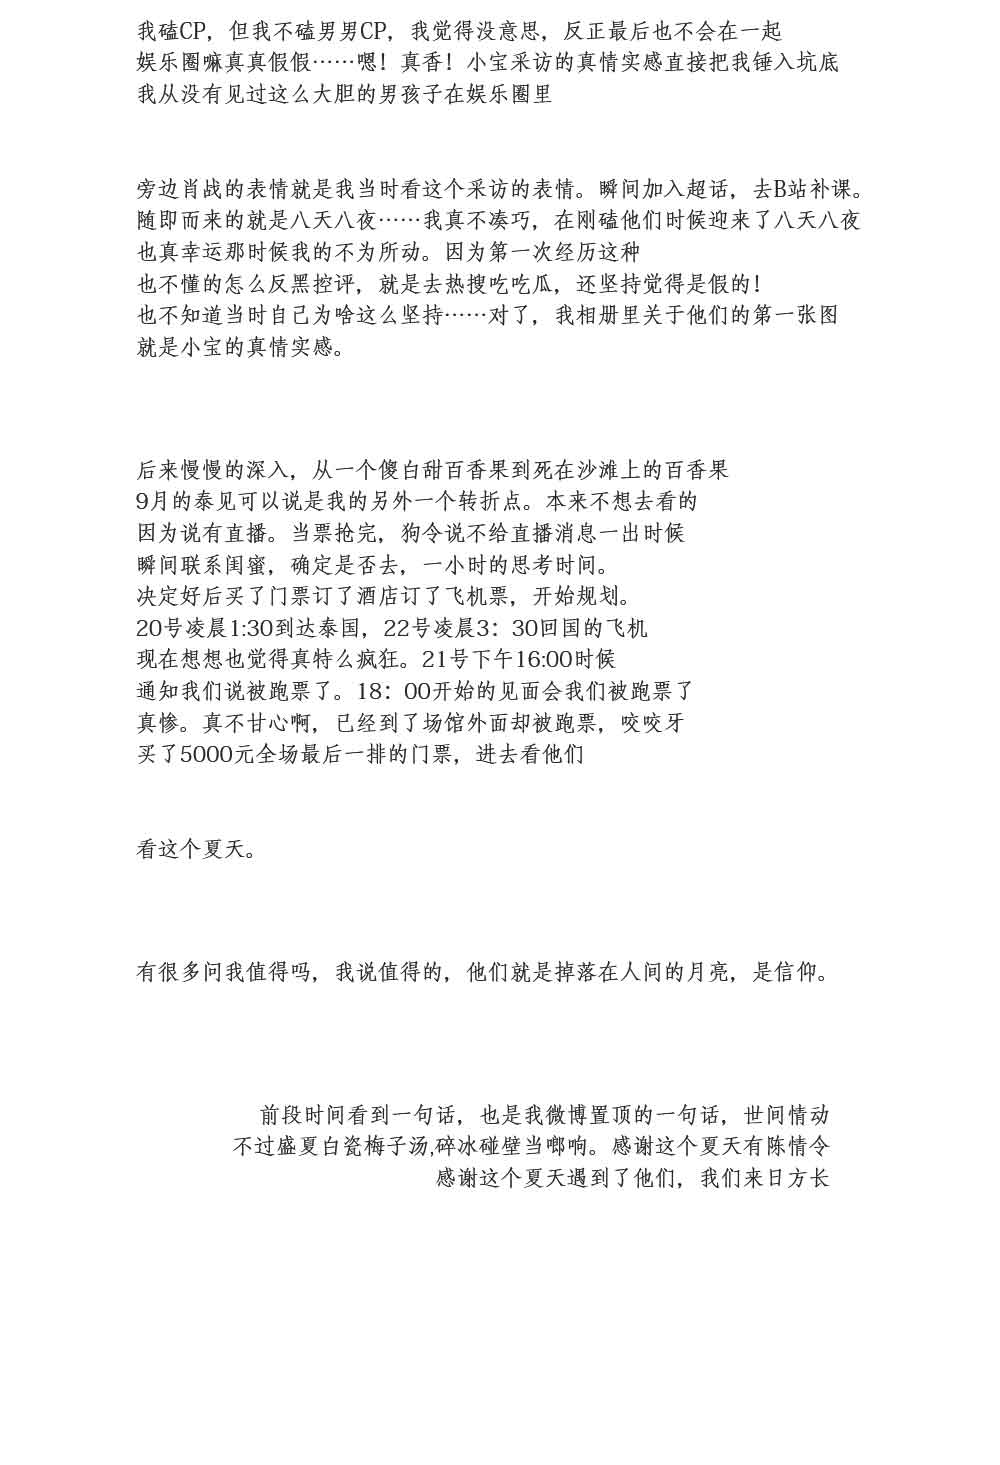 我磕CP，但我不磕男男CP，我觉得没意思，反正最后也不会在一起
娱乐圈嘛真真假假……嗯！真香！小宝采访的真情实感直接把我锤入坑底
我从没有见过这么大胆的男孩子在娱乐圈里
旁边肖战的表情就是我当时看这个采访的表情。瞬间加入超话，去B站补课。
随即而来的就是八天八夜……我真不凑巧，在刚磕他们时候迎来了八天八夜
也真幸运那时候我的不为所动。因为第一次经历这种
也不懂的怎么反黑控评，就是去热搜吃吃瓜，还坚持觉得是假的！
也不知道当时自己为啥这么坚持……对了，我相册里关于他们的第一张图
就是小宝的真情实感。
后来慢慢的深入，从一个傻白甜百香果到死在沙滩上的百香果
9月的泰见可以说是我的另外一个转折点。本来不想去看的
因为说有直播。当票抢完，狗令说不给直播消息一出时候
瞬间联系闺蜜，确定是否去，一小时的思考时间。
决定好后买了门票订了酒店订了飞机票，开始规划。
20号凌晨1:30到达泰国，22号凌晨3：30回国的飞机
现在想想也觉得真特么疯狂。21号下午16:00时候
通知我们说被跑票了。18：00开始的见面会我们被跑票了
真惨。真不甘心啊，已经到了场馆外面却被跑票，咬咬牙
买了5000元全场最后一排的门票，进去看他们
看这个夏天。
有很多问我值得吗，我说值得的，他们就是掉落在人间的月亮，是信仰。
前段时间看到一句话，也是我微博置顶的一句话，世间情动
不过盛夏白瓷梅子汤,碎冰碰壁当啷响。感谢这个夏天有陈情令
感谢这个夏天遇到了他们，我们来日方长